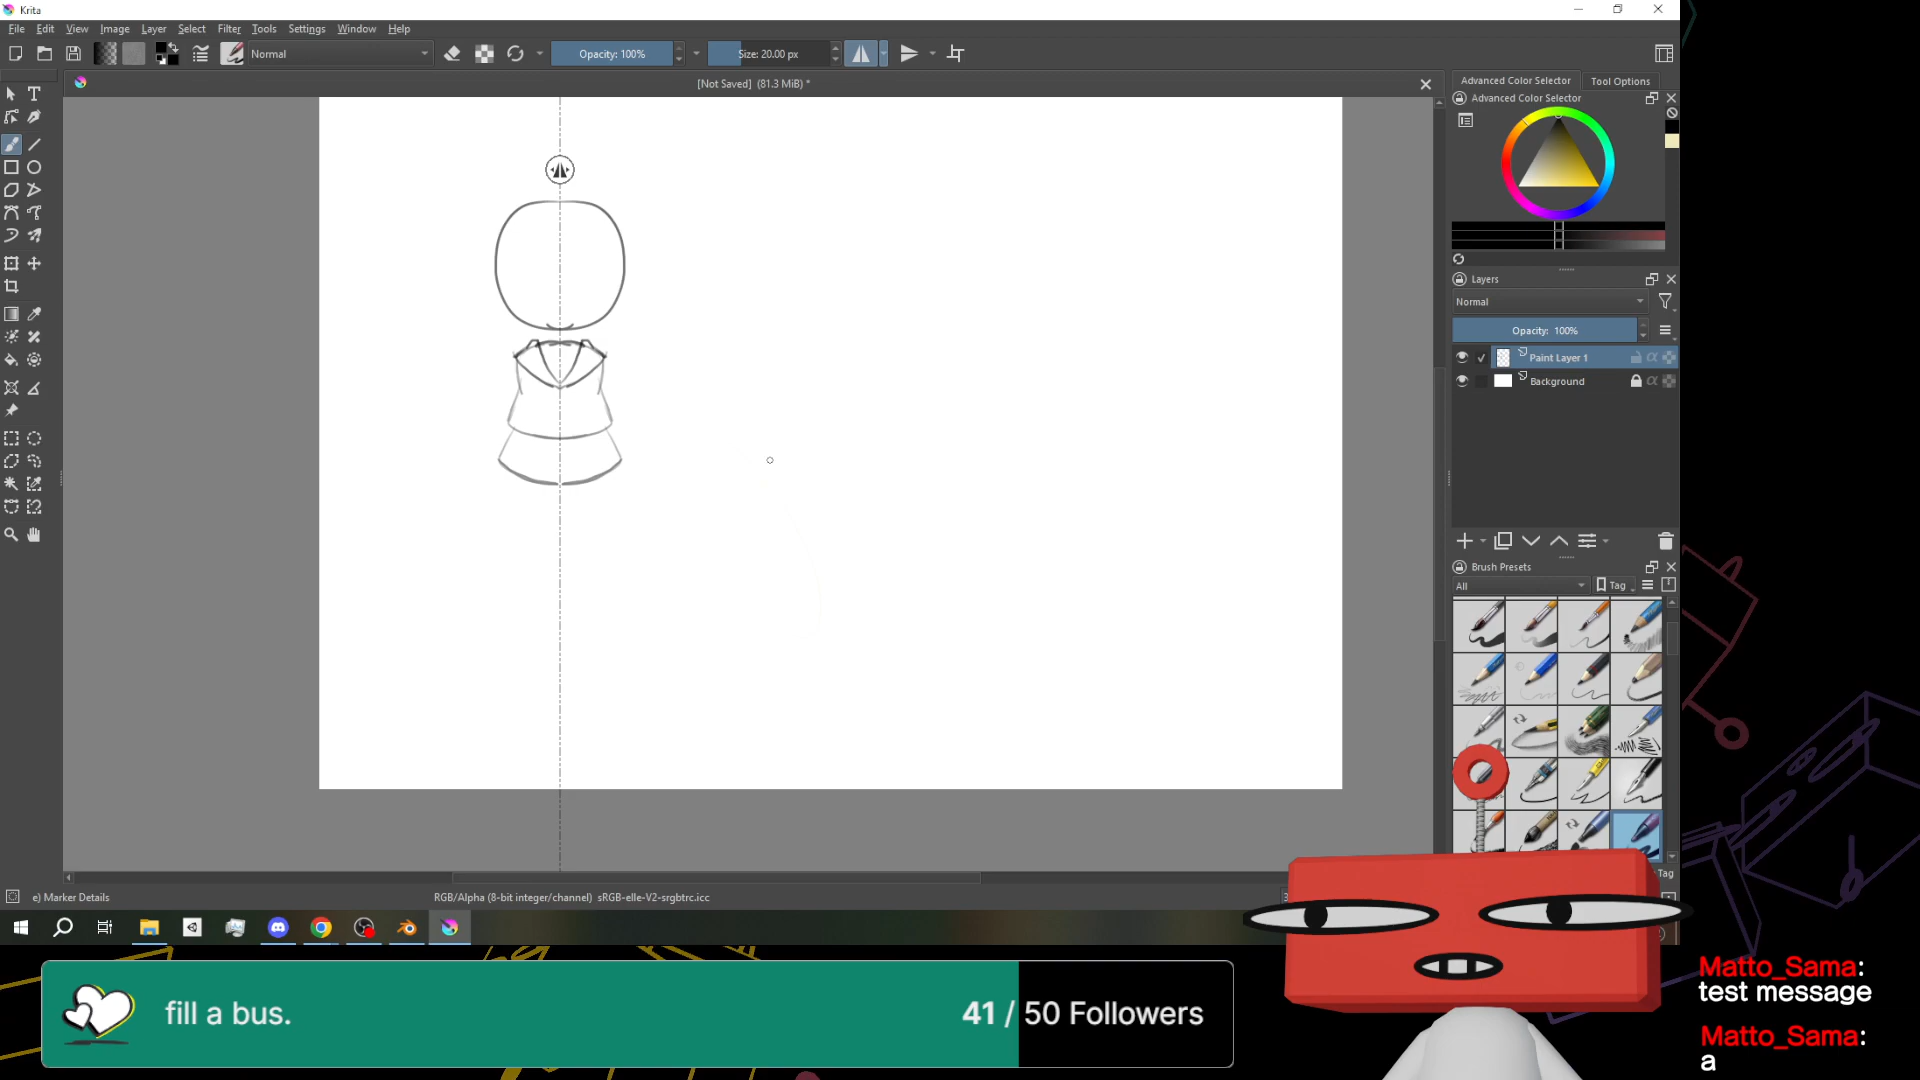 Krita
File Edit View Image Layer Select Filter Tools Settings Window Help
Normal
Opacity: 100%
Size: 20.00 px
[Not Saved] (81.3 MiB) *
Advanced Color Selector
Tool Options
Advanced Color Selector
Layers
Normal
Opacity: 100%
Paint Layer 1
Background
Brush Presets
All
Tag
Tag
e) Marker Details
RGB/Alpha (8-bit integer/channel) sRGB-elle-V2-srgbtrc.icc
fill a bus.
41 / 50 Followers
Matto_Sama:
test message
Matto_Sama:
a